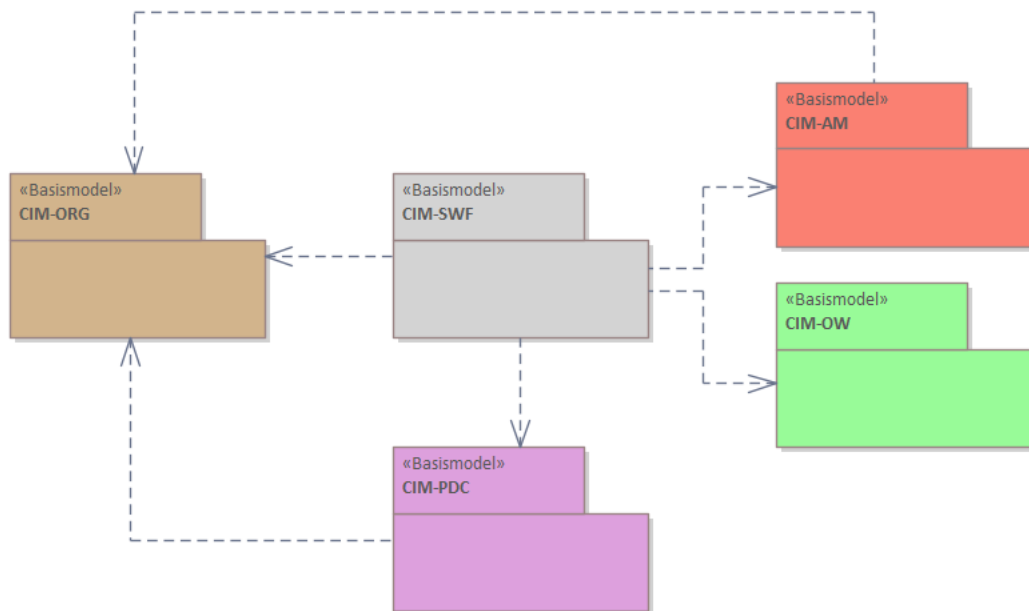 «Basismodel»
CIM-AM
«Basismodel»
CIM-ORG
«Basismodel»
CIM-SWF
«Basismodel»
CIM-OW
«Basismodel»
CIM-PDC